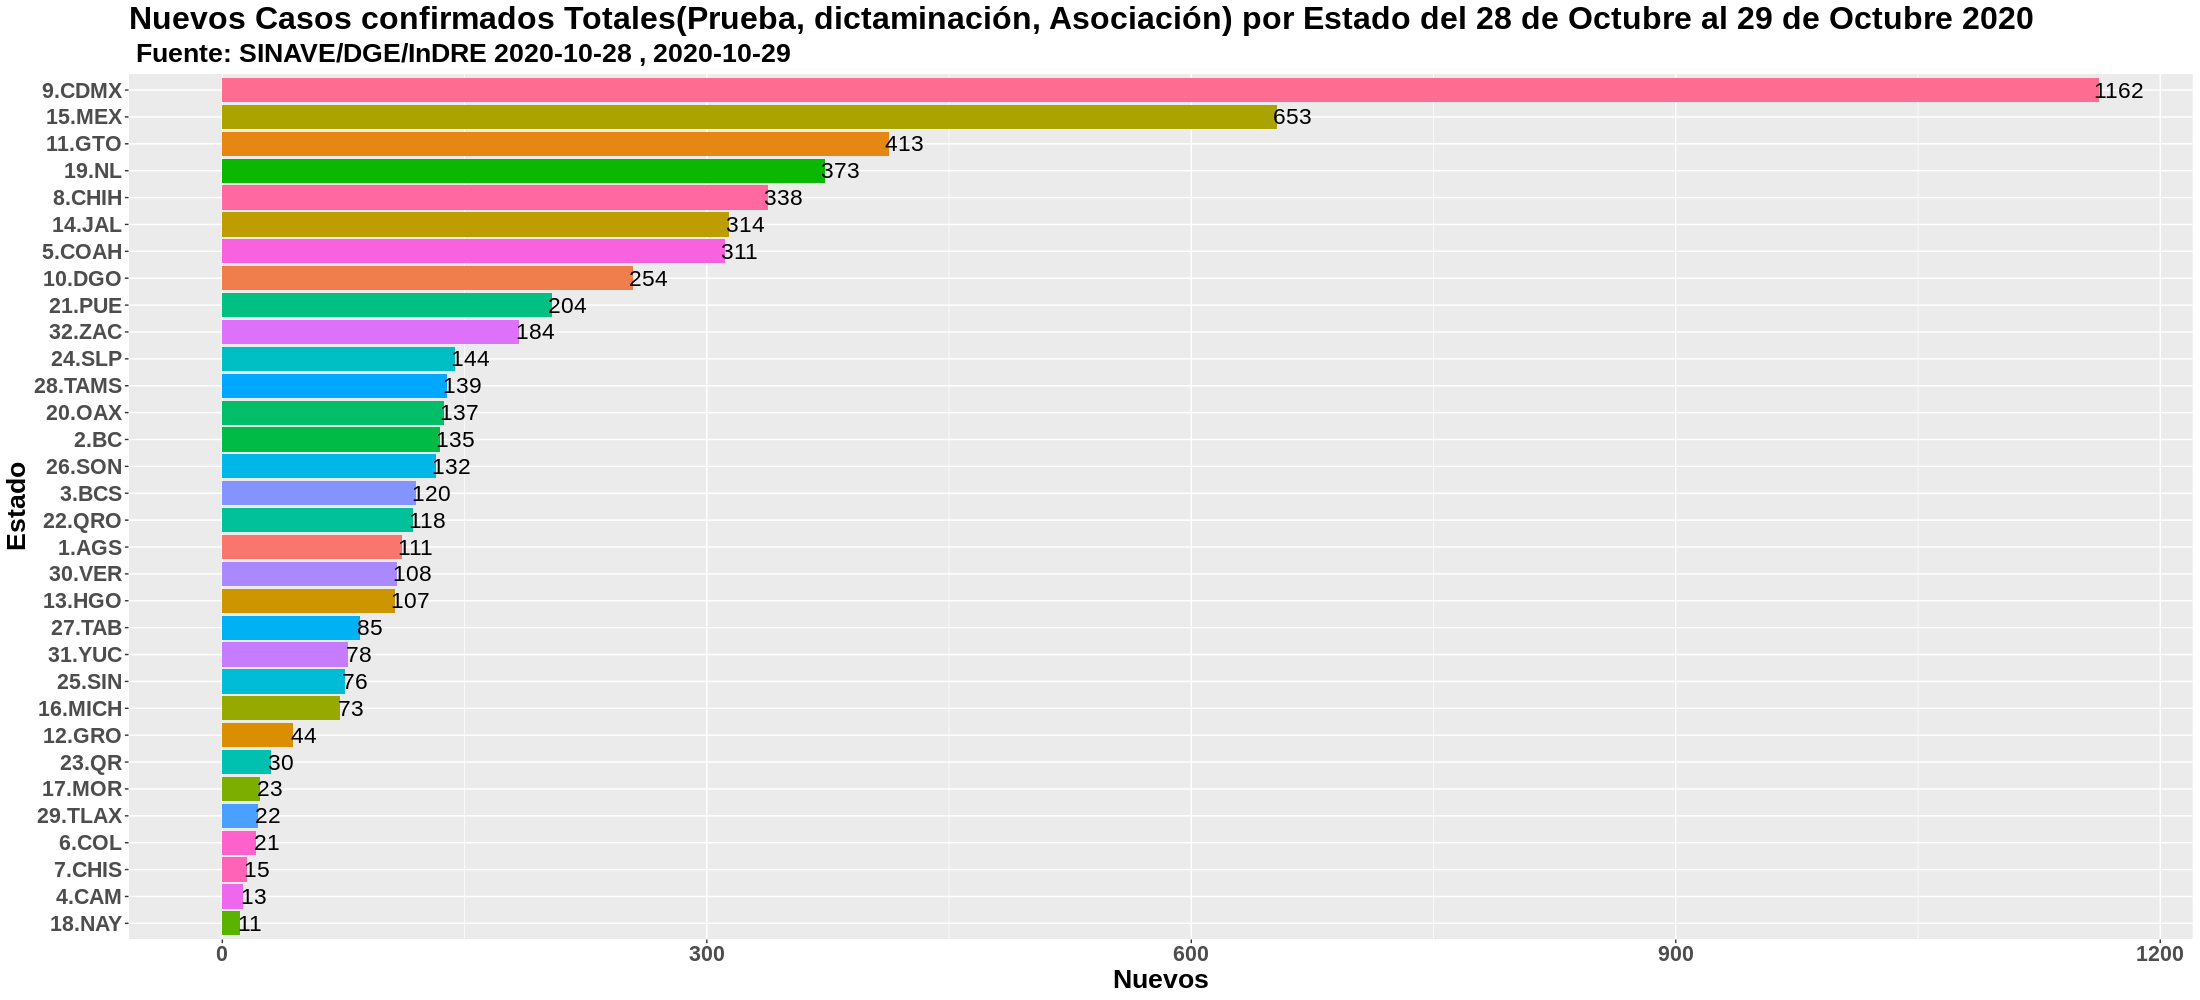 Nuevos Casos confirmados Totales(Prueba, dictaminación, Asociación) por Estado del 28 de Octubre al 29 de Octubre 2020
Fuente: SINAVE/DGE/InDRE 2020-10-28 , 2020-10-29
Estado
9.CDMX 1162
15.MEX 653
11.GTO 413
19.NL 373
8.CHIH 338
14.JAL 314
5.COAH 311
10.DGO 254
21.PUE 204
32.ZAC 184
24.SLP 144
28.TAMS 139
20.OAX 137
2.BC 135
26.SON 132
3.BCS 120
22.QRO 118
1.AGS 111
30.VER 108
13.HGO 107
27.TAB 85
31.YUC 78
25.SIN 76
16.MICH 73
12.GRO 44
23.QR 30
17.MOR 23
29.TLAX 22
6.COL 21
7.CHIS 15
4.CAM 13
18.NAY 11
0 300 600 900 1200
Nuevos